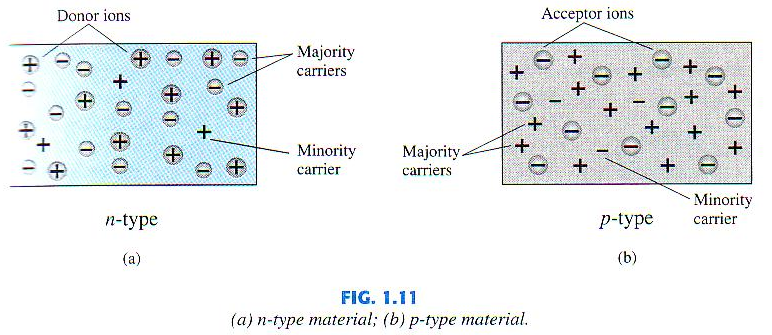 Donor ions
Majority
carriers
Minority
carrier
n-type
(a)
Acceptor ions
Majority
carriers
Minority
carrier
p-type
(b)
FIG. 1.11
(a) n-type material; (b) p-type material.